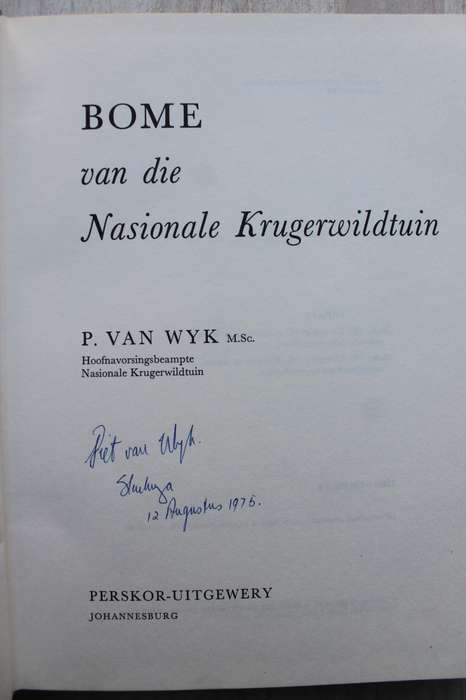 BOME
van die
Nasionale Krugerwildtuin
P. VAN WYK M.Sc.
Hoofnavorsingsbeampte
Nasionale Krugerwildtuin
Piet van Wyk.
Skukuza
12 Augustus 1975.
PERSKOR-UITGEWERY
JOHANNESBURG